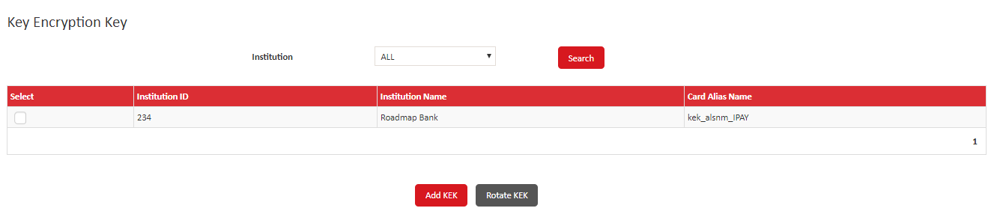 Key Encryption Key
Institution ALL Search
Select Institution ID Institution Name Card Alias Name
234 Roadmap Bank kek_alsnm_IPAY
1
Add KEK Rotate KEK